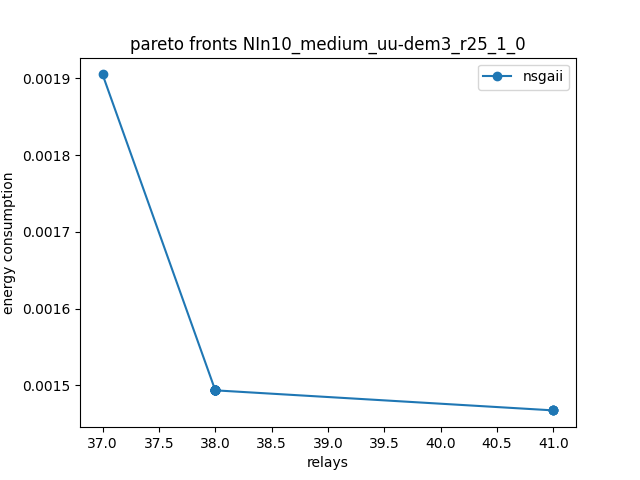 pareto fronts NIn10_medium_uu-dem3_r25_1_0
nsgaii
energy consumption
0.0019
0.0018
0.0017
0.0016
0.0015
37.0 37.5 38.0 38.5 39.0 39.5 40.0 40.5 41.0
relays